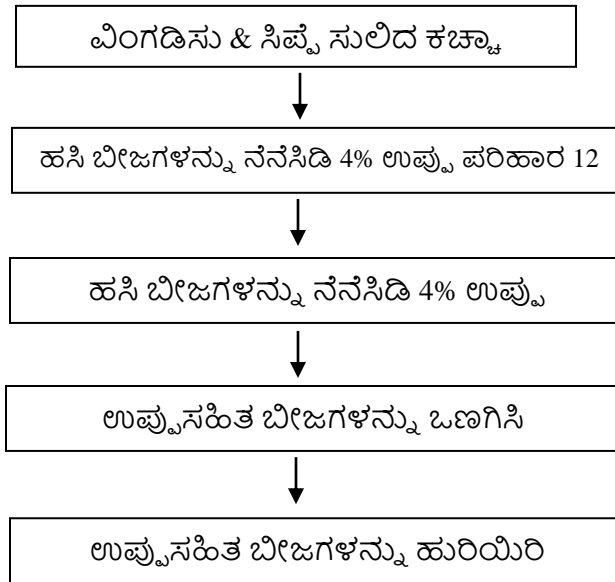 ವಿಂಗಡಿಸು & ಸಿಪ್ಪೆ ಸುಲಿದ ಕಚ್ಚಾ
ಹಸಿ ಬೀಜಗಳನ್ನು ನೆನೆಸಿಡಿ 4% ಉಪ್ಪು ಪರಿಹಾರ 12
ಹಸಿ ಬೀಜಗಳನ್ನು ನೆನೆಸಿಡಿ 4% ಉಪ್ಪು
ಉಪ್ಪುಸಹಿತ ಬೀಜಗಳನ್ನು ಒಣಗಿಸಿ
ಉಪ್ಪುಸಹಿತ ಬೀಜಗಳನ್ನು ಹುರಿಯಿರಿ